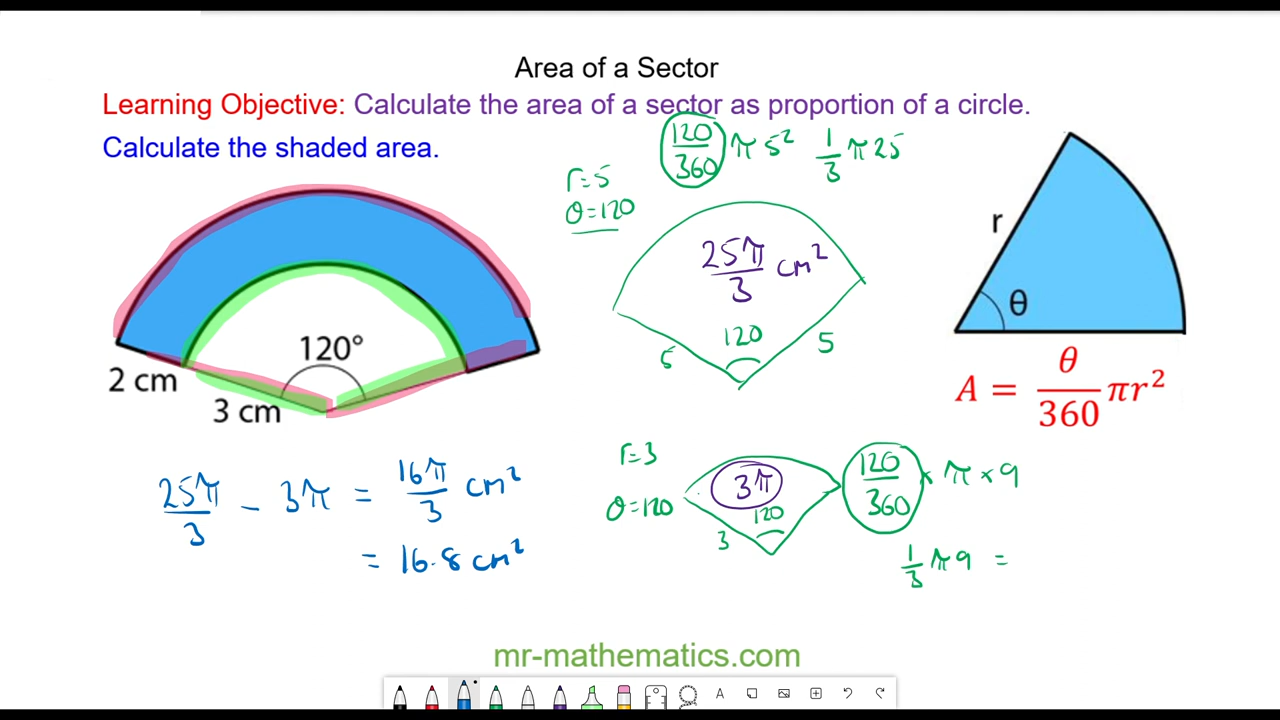 Area of a Sector
Learning Objective: Calculate the area of a sector as proportion of a circle.
Calculate the shaded area.
120/360 π5² 1/3 π25
r=5
θ=120
25π/3 cm²
120
5
5
120°
2 cm
3 cm
r
θ
A = θ/360 πr²
25π/3 - 3π = 16π/3 cm²
= 16.8 cm²
r=3
θ=120
3π
120
3
120/360 × π × 9
1/3 π9 =
mr-mathematics.com
A